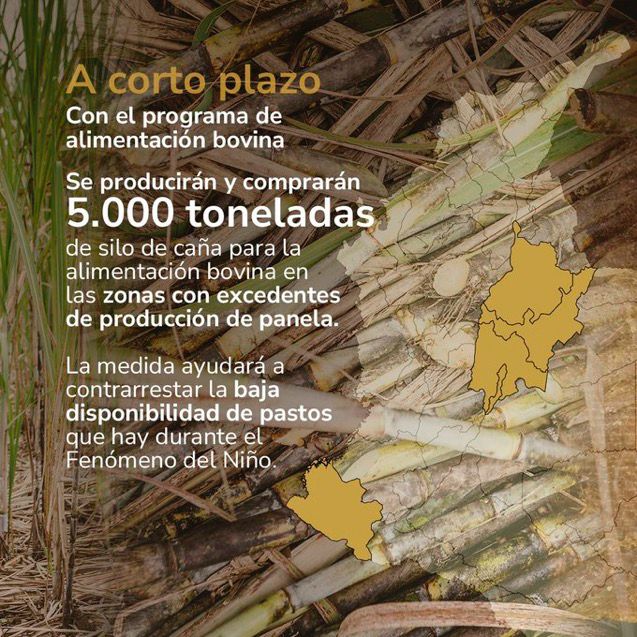 A corto plazo
Con el programa de
alimentación bovina
Se producirán y comprarán
5.000 toneladas
de silo de caña para la
alimentación bovina en
las zonas con excedentes
de producción de panela.
La medida ayudará a
contrarrestar la baja
disponibilidad de pastos
que hay durante el
Fenómeno del Niño.